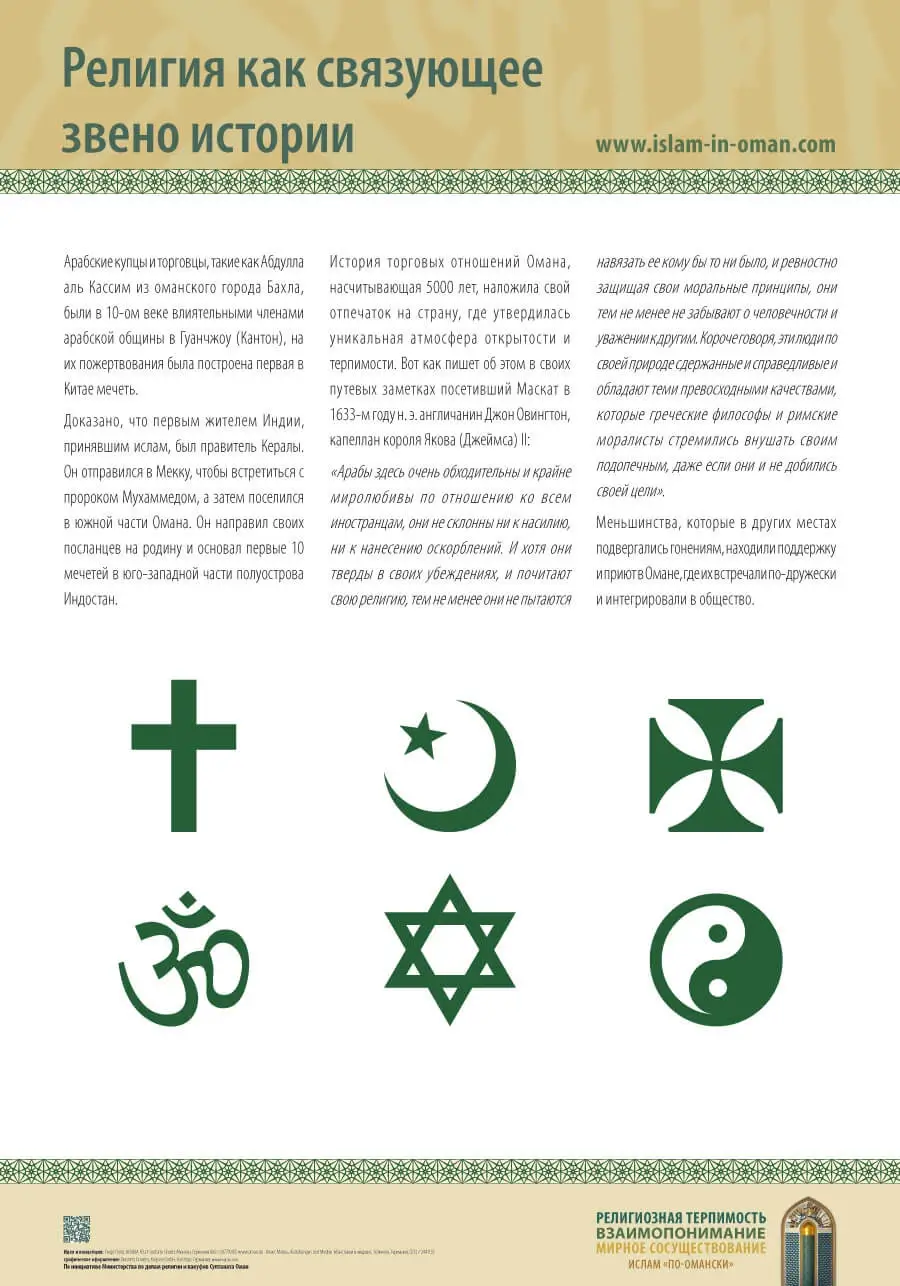 Религия как связующее
звено истории
www.islam-in-oman.com
Арабские купцы и торговцы, такие как Абдулла
аль Кассим из оманского города Бахла,
были в 10-ом веке влиятельными членами
арабской общины в Гуанчжоу (Кантон), на
их пожертвования была построена первая в
Китае мечеть.
Доказано, что первым жителем Индии,
принявшим ислам, был правитель Кералы.
Он отправился в Мекку, чтобы встретиться с
пророком Мухаммедом, а затем поселился
в южной части Омана. Он направил своих
посланцев на родину и основал первые 10
мечетей в юго-западной части полуострова
Индостан.
История торговых отношений Омана,
насчитывающая 5000 лет, наложила свой
отпечаток на страну, где утвердилась
уникальная атмосфера открытости и
терпимости. Вот как пишет об этом в своих
путевых заметках посетивший Маскат в
1633-м году н. э. англичанин Джон Овингтон,
капеллан короля Якова (Джеймса) II:
«Арабы здесь очень обходительны и крайне
миролюбивы по отношению ко всем
иностранцам, они не склонны ни к насилию,
ни к нанесению оскорблений. И хотя они
тверды в своих убеждениях, и почитают
свою религию, тем не менее они не пытаются
навязать ее кому бы то ни было, и ревностно
защищая свои моральные принципы, они
тем не менее не забывают о человечности и
уважении к другим. Короче говоря, эти люди по
своей природе сдержанные и справедливые и
обладают теми превосходными качествами,
которые греческие философы и римские
моралисты стремились внушать своим
подопечным, даже если они и не добились
своей цели».
Меньшинства, которые в других местах
подвергались гонениям, находили поддержку
и приют в Омане, где их встречали по-дружески
и интегрировали в общество.
РЕЛИГИОЗНАЯ ТЕРПИМОСТЬ
ВЗАИМОПОНИМАНИЕ
МИРНОЕ СОСУЩЕСТВОВАНИЕ
ИСЛАМ «ПО-ОМАНСКИ»
По инициативе Министерства по делам религии и вакуфов Султаната Оман